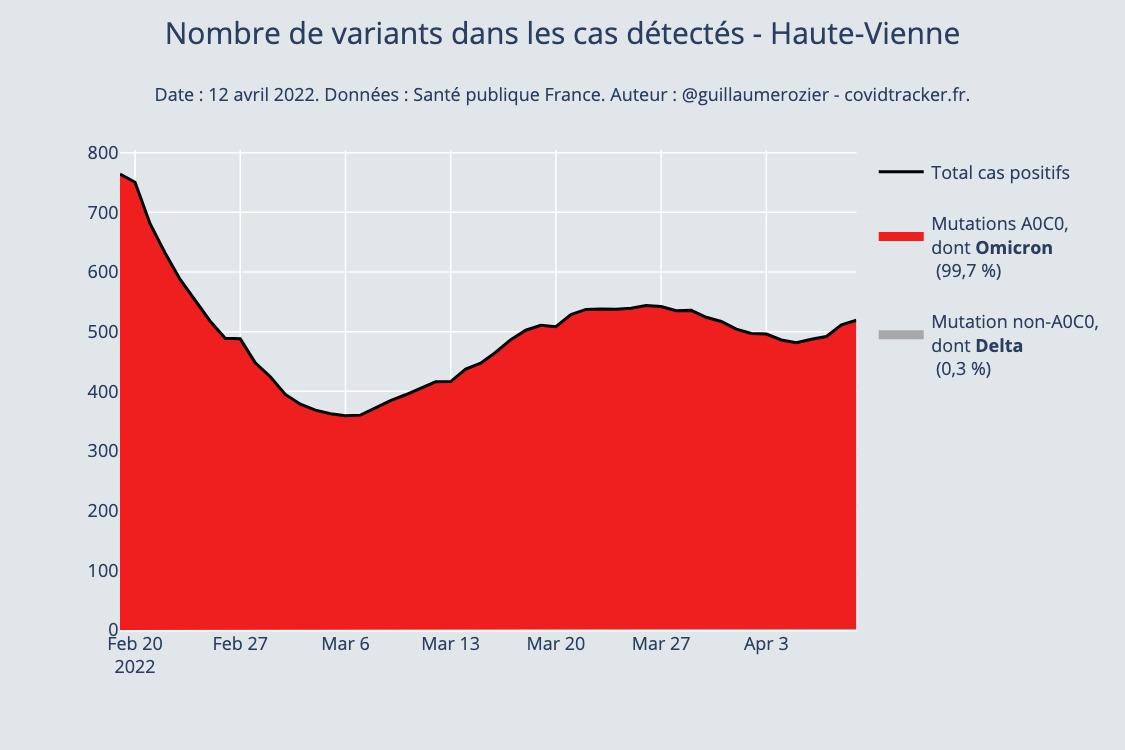 Nombre de variants dans les cas détectés - Haute-Vienne
Date : 12 avril 2022. Données : Santé publique France. Auteur : @guillaumerozier - covidtracker.fr.
800
700
600
500
400
300
200
100
0
Feb 20
2022
Feb 27
Mar 6
Mar 13
Mar 20
Mar 27
Apr 3
Total cas positifs
Mutations A0C0,
dont Omicron
(99,7 %)
Mutation non-A0C0,
dont Delta
(0,3 %)